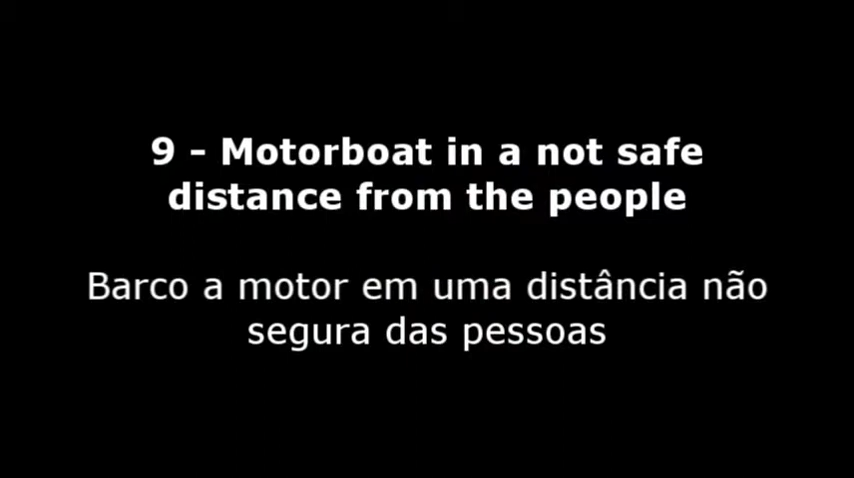 9 - Motorboat in a not safe
distance from the people
Barco a motor em uma distância não
segura das pessoas